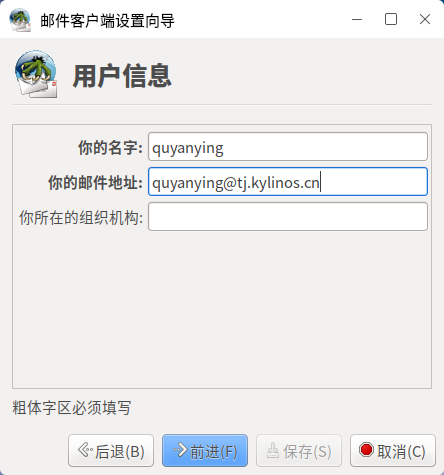 邮件客户端设置向导
用户信息
你的名字: quyanying
你的邮件地址: quyanying@tj.kylinos.cn
你所在的组织机构:
粗体字区必须填写
后退(B) 前进(F) 保存(S) 取消(C)